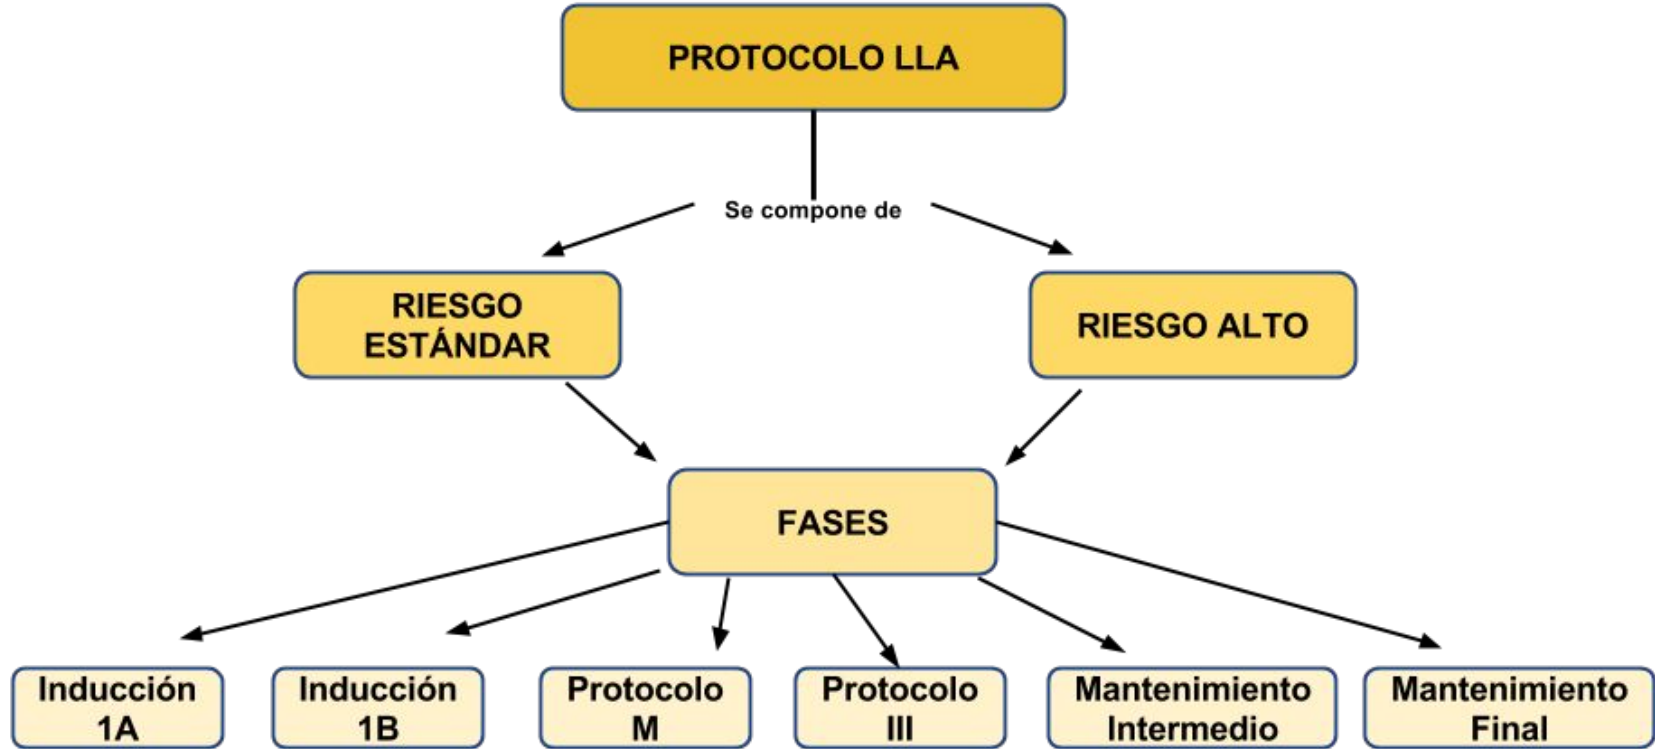 PROTOCOLO LLA
Se compone de
RIESGO
ESTÁNDAR
RIESGO ALTO
FASES
Inducción
1A
Inducción
1B
Protocolo
M
Protocolo
III
Mantenimiento
Intermedio
Mantenimiento
Final